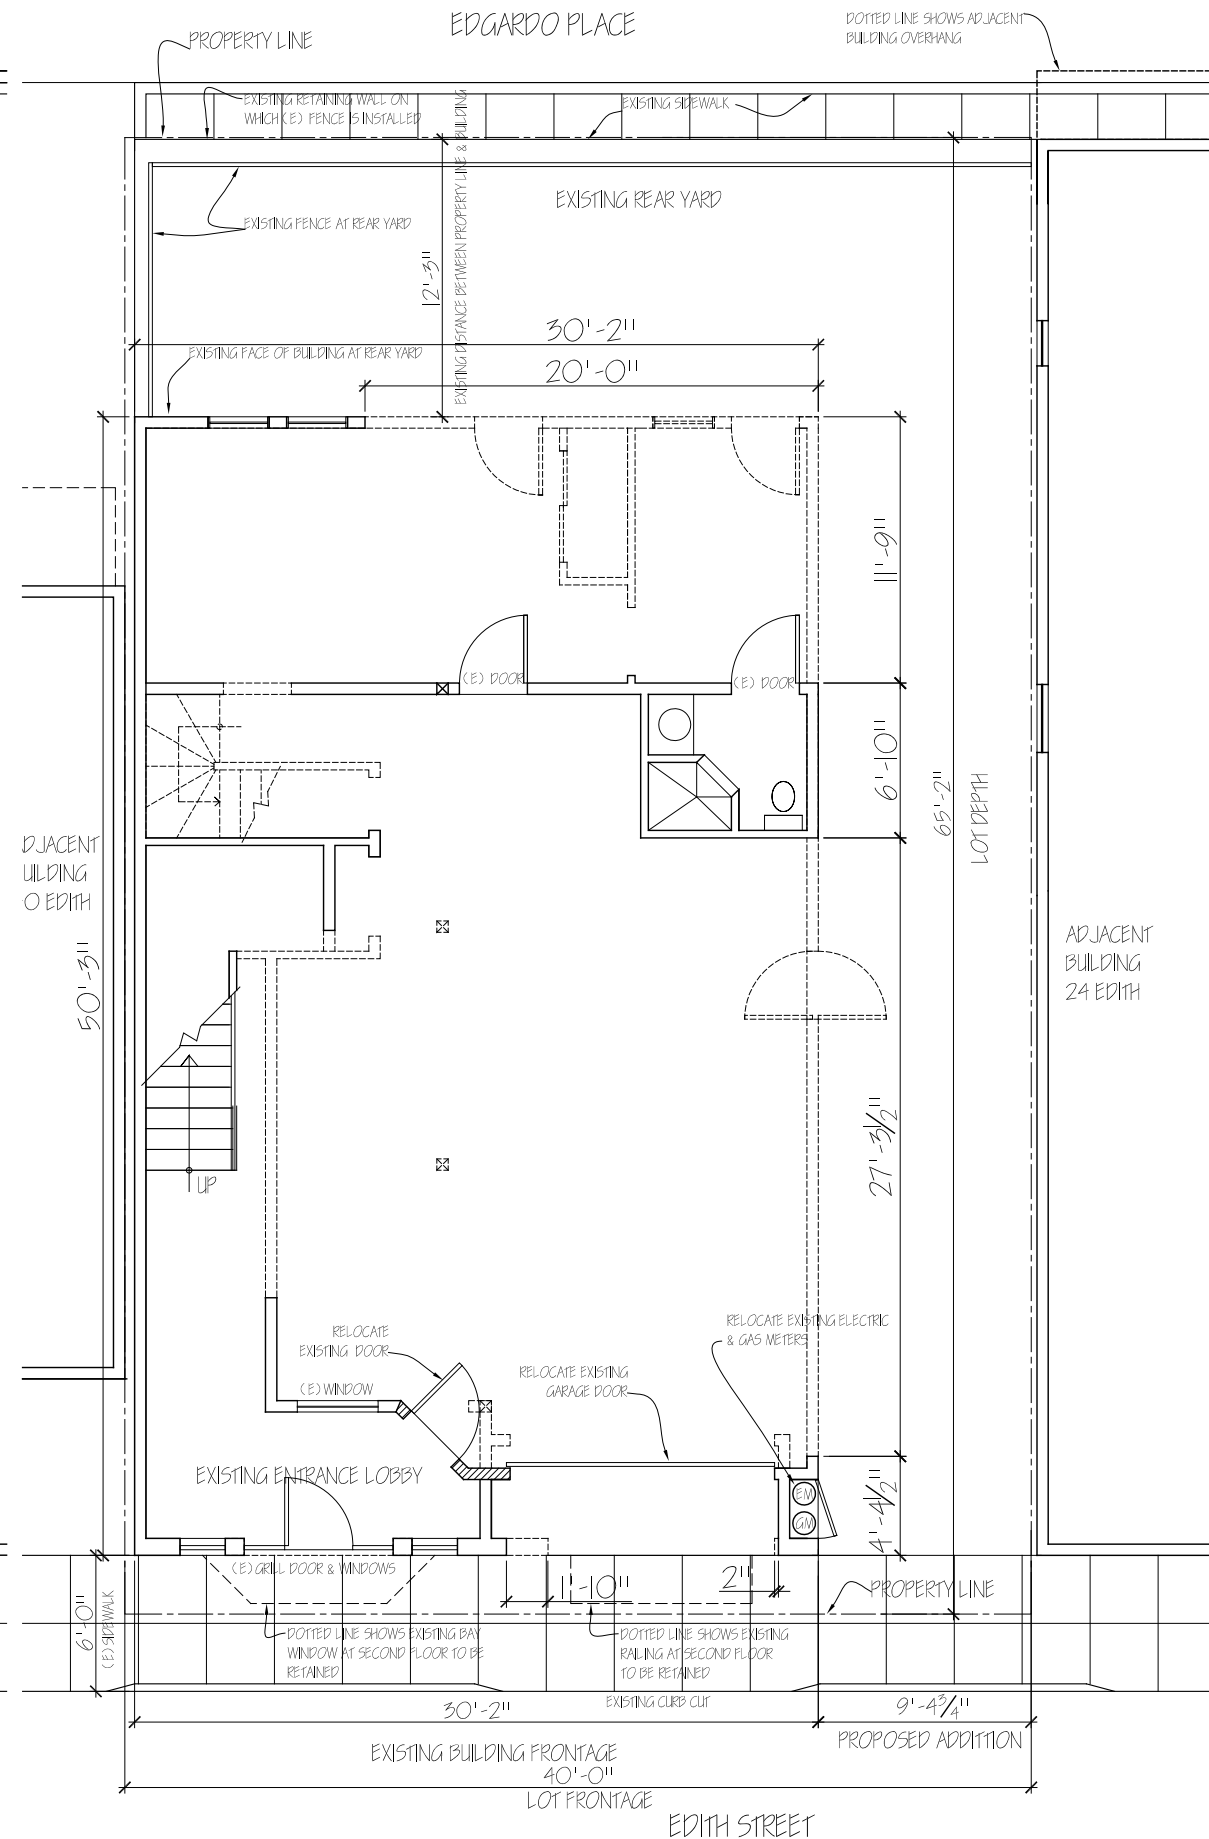 EDGARDO PLACE
DOTTED LINE SHOWS ADJACENT
BUILDING OVERHANG
PROPERTY LINE
EXISTING RETAINING WALL ON
WHICH (E) FENCE IS INSTALLED
EXISTING SIDEWALK
EXISTING REAR YARD
EXISTING FENCE AT REAR YARD
12'-3"
EXISTING DISTANCE BETWEEN PROPERTY LINE & BUILDING
30'-2"
EXISTING FACE OF BUILDING AT REAR YARD
20'-0"
11'-9"
(E) DOOR
(E) DOOR
6'-10"
65'-2"
LOT DEPTH
DJACENT
UILDING
O EDITH
50'-3"
ADJACENT
BUILDING
24 EDITH
27'-3½"
UP
RELOCATE
EXISTING DOOR
RELOCATE EXISTING ELECTRIC
& GAS METERS
RELOCATE EXISTING
GARAGE DOOR
(E) WINDOW
EXISTING ENTRANCE LOBBY
EM
GM
4'-4½"
(E) GRILL DOOR & WINDOWS
1'-10"
2"
PROPERTY LINE
6'-0"
(E) SIDEWALK
DOTTED LINE SHOWS EXISTING BAY
WINDOW AT SECOND FLOOR TO BE
RETAINED
DOTTED LINE SHOWS EXISTING
RAILING AT SECOND FLOOR
TO BE RETAINED
EXISTING CURB CUT
30'-2"
9'-4¾"
PROPOSED ADDITTION
EXISTING BUILDING FRONTAGE
40'-0"
LOT FRONTAGE
EDITH STREET